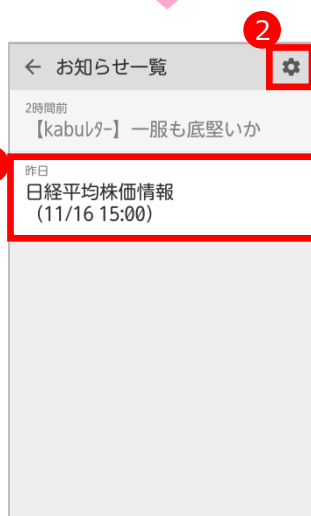 2
← お知らせ一覧
2時間前
【kabuﾚﾀｰ】一服も底堅いか
昨日
日経平均株価情報
（11/16 15:00）